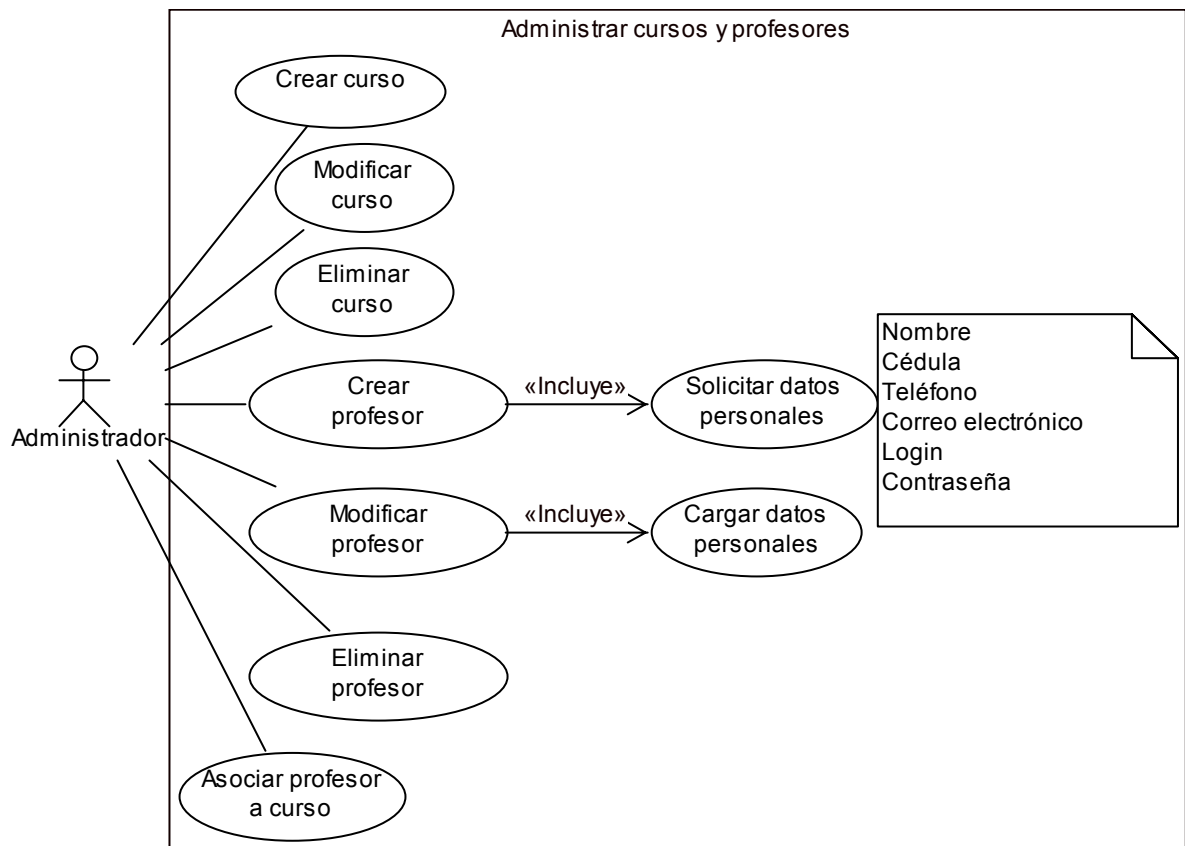 Administrar cursos y profesores
Crear curso
Modificar
curso
Eliminar
curso
Administrador
Crear
profesor
«Incluye»
Solicitar datos
personales
Nombre
Cédula
Teléfono
Correo electrónico
Login
Contraseña
Modificar
profesor
«Incluye»
Cargar datos
personales
Eliminar
profesor
Asociar profesor
a curso